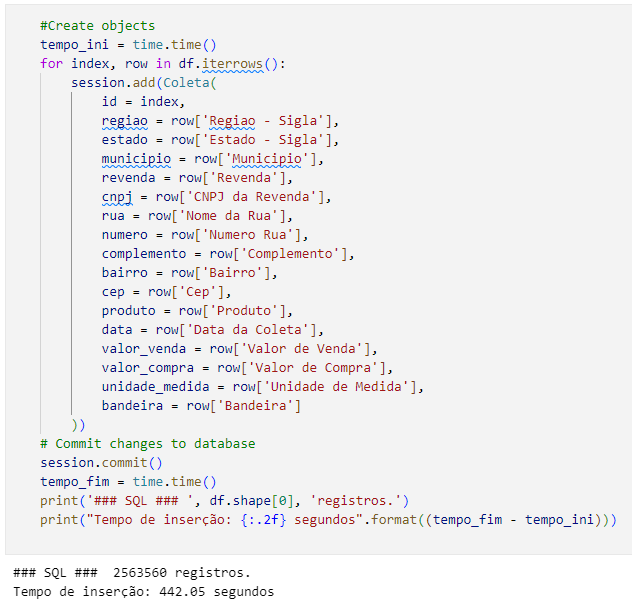 #Create objects
tempo_ini = time.time()
for index, row in df.iterrows():
    session.add(Coleta(
        id = index,
        regiao = row['Regiao - Sigla'],
        estado = row['Estado - Sigla'],
        municipio = row['Municipio'],
        revenda = row['Revenda'],
        cnpj = row['CNPJ da Revenda'],
        rua = row['Nome da Rua'],
        numero = row['Numero Rua'],
        complemento = row['Complemento'],
        bairro = row['Bairro'],
        cep = row['Cep'],
        produto = row['Produto'],
        data = row['Data da Coleta'],
        valor_venda = row['Valor de Venda'],
        valor_compra = row['Valor de Compra'],
        unidade_medida = row['Unidade de Medida'],
        bandeira = row['Bandeira']
    ))
# Commit changes to database
session.commit()
tempo_fim = time.time()
print('### SQL ### ', df.shape[0], 'registros.')
print("Tempo de inserção: {:.2f} segundos".format((tempo_fim - tempo_ini)))
### SQL ###  2563560 registros.
Tempo de inserção: 442.05 segundos